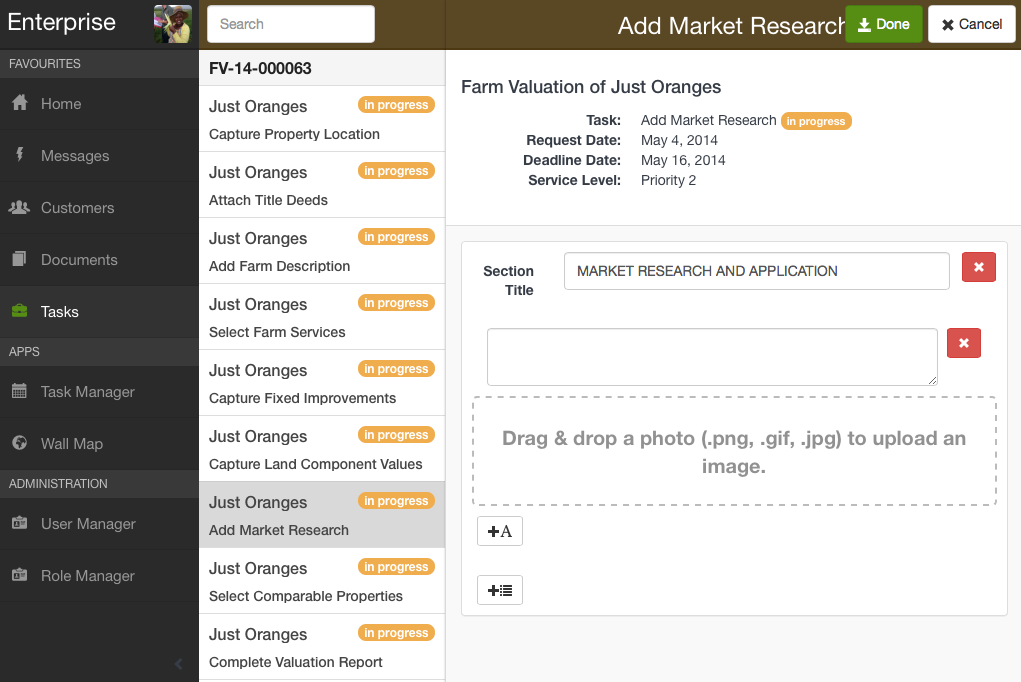 Enterprise
Search
Add Market Research
Done
Cancel
FAVOURITES
Home
Messages
Customers
Documents
Tasks
APPS
Task Manager
Wall Map
ADMINISTRATION
User Manager
Role Manager
FV-14-000063
Just Oranges in progress
Capture Property Location
Just Oranges in progress
Attach Title Deeds
Just Oranges in progress
Add Farm Description
Just Oranges in progress
Select Farm Services
Just Oranges in progress
Capture Fixed Improvements
Just Oranges in progress
Capture Land Component Values
Just Oranges in progress
Add Market Research
Just Oranges in progress
Select Comparable Properties
Just Oranges in progress
Complete Valuation Report
Farm Valuation of Just Oranges
Task: Add Market Research in progress
Request Date: May 4, 2014
Deadline Date: May 16, 2014
Service Level: Priority 2
Section
Title
MARKET RESEARCH AND APPLICATION
Drag & drop a photo (.png, .gif, .jpg) to upload an
image.
+A